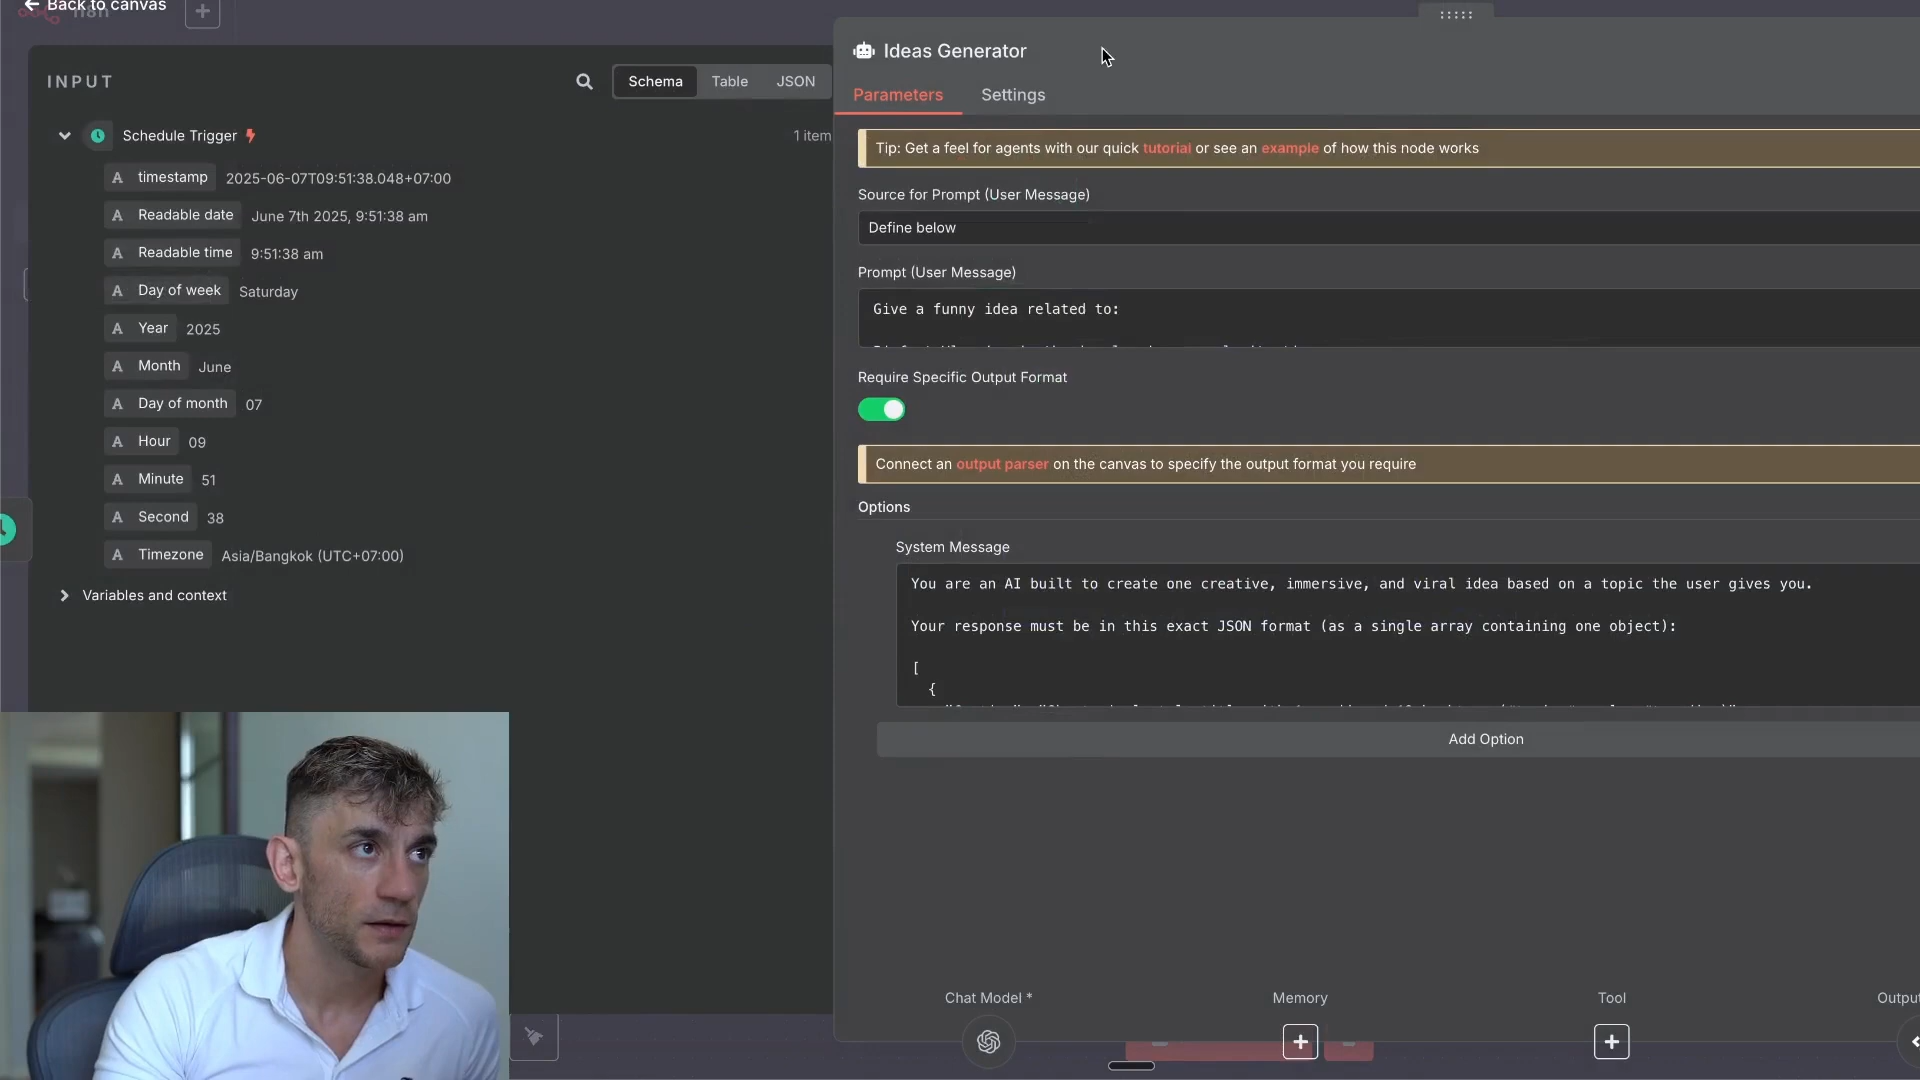 Back to canvas
n8n
INPUT
Schema
Table
JSON
Schedule Trigger
1 item
timestamp
2025-06-07T09:51:38.048+07:00
Readable date
June 7th 2025, 9:51:38 am
Readable time
9:51:38 am
Day of week
Saturday
Year
2025
Month
June
Day of month
07
Hour
09
Minute
51
Second
38
Timezone
Asia/Bangkok (UTC+07:00)
Variables and context
Ideas Generator
Parameters
Settings
Tip: Get a feel for agents with our quick tutorial or see an example of how this node works
Source for Prompt (User Message)
Define below
Prompt (User Message)
Give a funny idea related to:
Require Specific Output Format
Connect an output parser on the canvas to specify the output format you require
Options
System Message
You are an AI built to create one creative, immersive, and viral idea based on a topic the user gives you.
Your response must be in this exact JSON format (as a single array containing one object):
[
{
Add Option
Chat Model *
Memory
Tool
Output